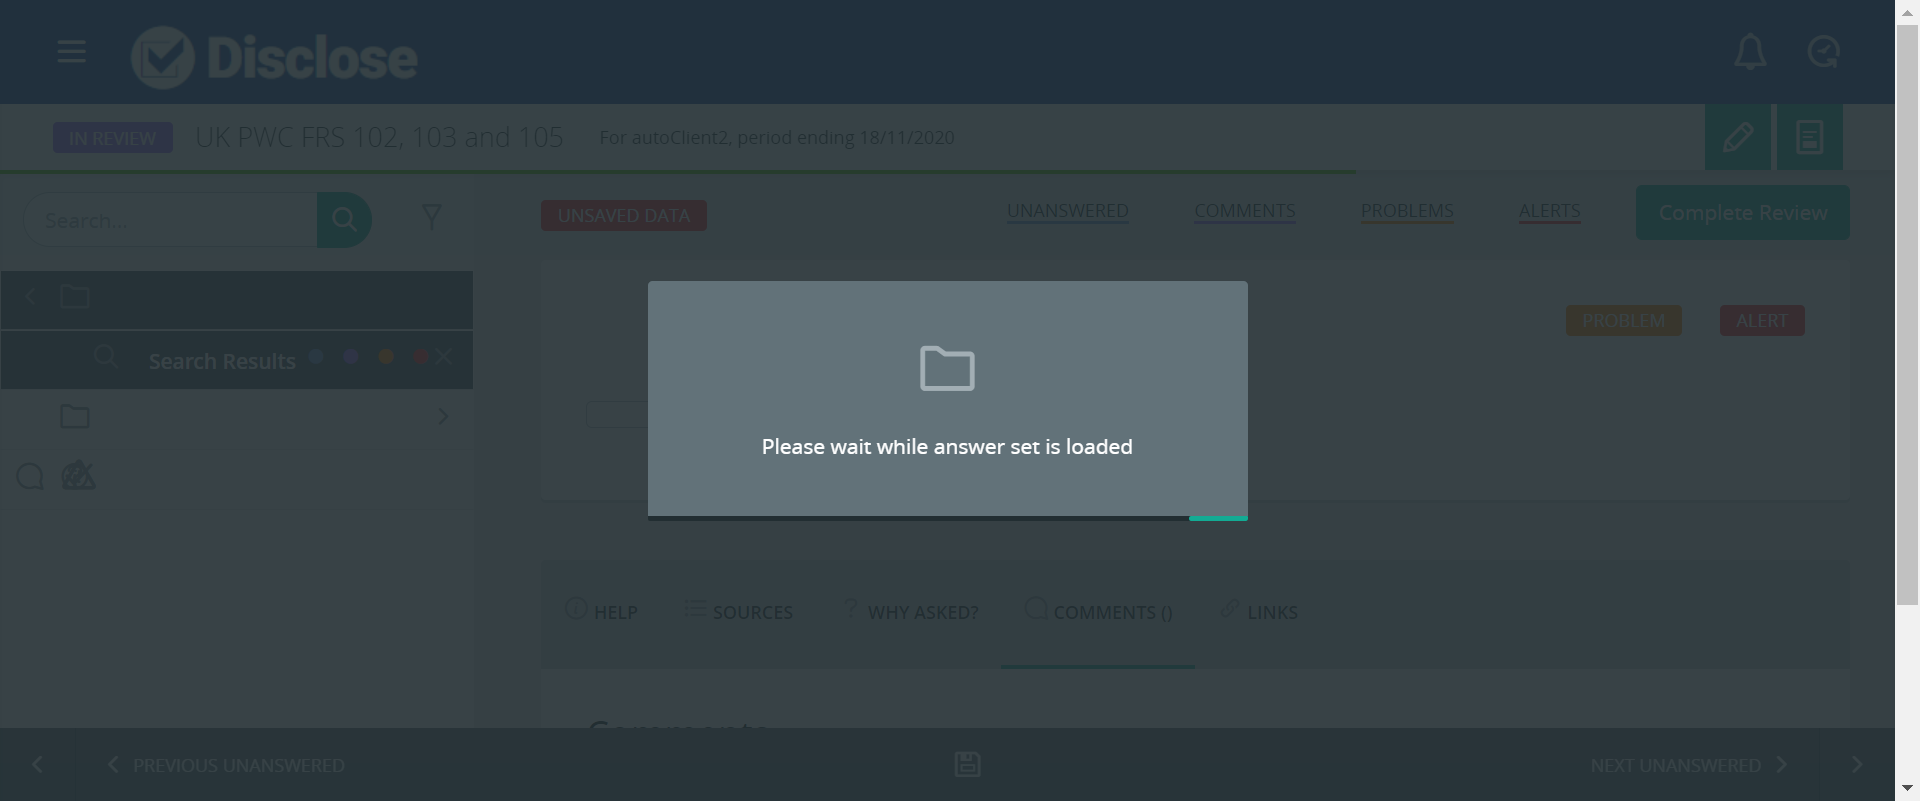 Disclose
IN REVIEW UK PWC FRS 102, 103 and 105 For autoClient2, period ending 18/11/2020
Search...
UNSAVED DATA UNANSWERED COMMENTS PROBLEMS ALERTS Complete Review
PROBLEM ALERT
Search Results
Please wait while answer set is loaded
HELP SOURCES ? WHY ASKED? COMMENTS () LINKS
Comments
PREVIOUS UNANSWERED NEXT UNANSWERED